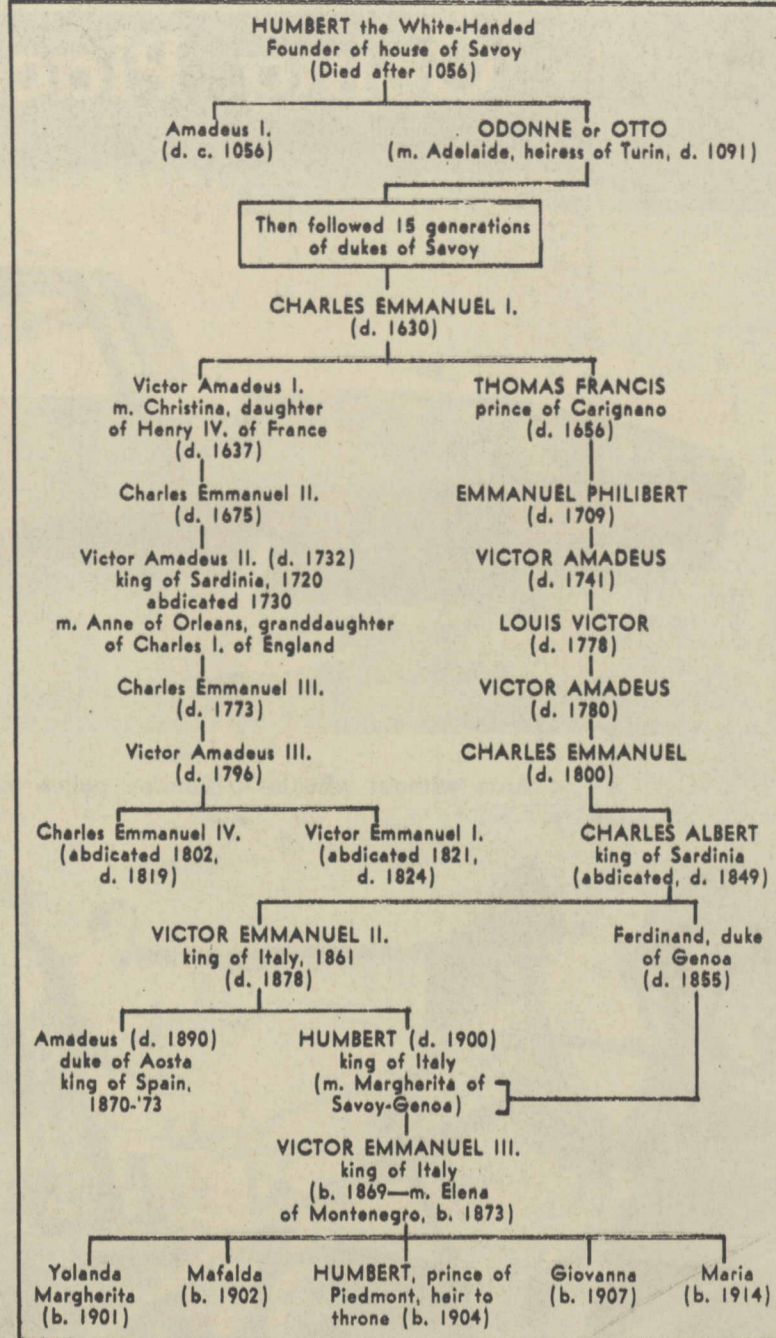 HUMBERT the White-Handed
Founder of house of Savoy
(Died after 1056)
Amadeus I.
(d. c. 1056)
ODONNE or OTTO
(m. Adelaide, heiress of Turin, d. 1091)
Then followed 15 generations
of dukes of Savoy
CHARLES EMMANUEL I.
(d. 1630)
Victor Amadeus I.
m. Christina, daughter
of Henry IV. of France
(d. 1637)
THOMAS FRANCIS
prince of Carignano
(d. 1656)
Charles Emmanuel II.
(d. 1675)
EMMANUEL PHILIBERT
(d. 1709)
Victor Amadeus II. (d. 1732)
king of Sardinia, 1720
abdicated 1730
m. Anne of Orleans, granddaughter
of Charles I. of England
VICTOR AMADEUS
(d. 1741)
LOUIS VICTOR
(d. 1778)
Charles Emmanuel III.
(d. 1773)
VICTOR AMADEUS
(d. 1780)
Victor Amadeus III.
(d. 1796)
CHARLES EMMANUEL
(d. 1800)
Charles Emmanuel IV.
(abdicated 1802,
d. 1819)
Victor Emmanuel I.
(abdicated 1821,
d. 1824)
CHARLES ALBERT
king of Sardinia
(abdicated, d. 1849)
VICTOR EMMANUEL II.
king of Italy, 1861
(d. 1878)
Ferdinand, duke
of Genoa
(d. 1855)
Amadeus (d. 1890)
duke of Aosta
king of Spain,
1870-'73
HUMBERT (d. 1900)
king of Italy
(m. Margherita of
Savoy-Genoa)
VICTOR EMMANUEL III.
king of Italy
(b. 1869—m. Elena
of Montenegro, b. 1873)
Yolanda
Margherita
(b. 1901)
Mafalda
(b. 1902)
HUMBERT, prince of
Piedmont, heir to
throne (b. 1904)
Giovanna
(b. 1907)
Maria
(b. 1914)